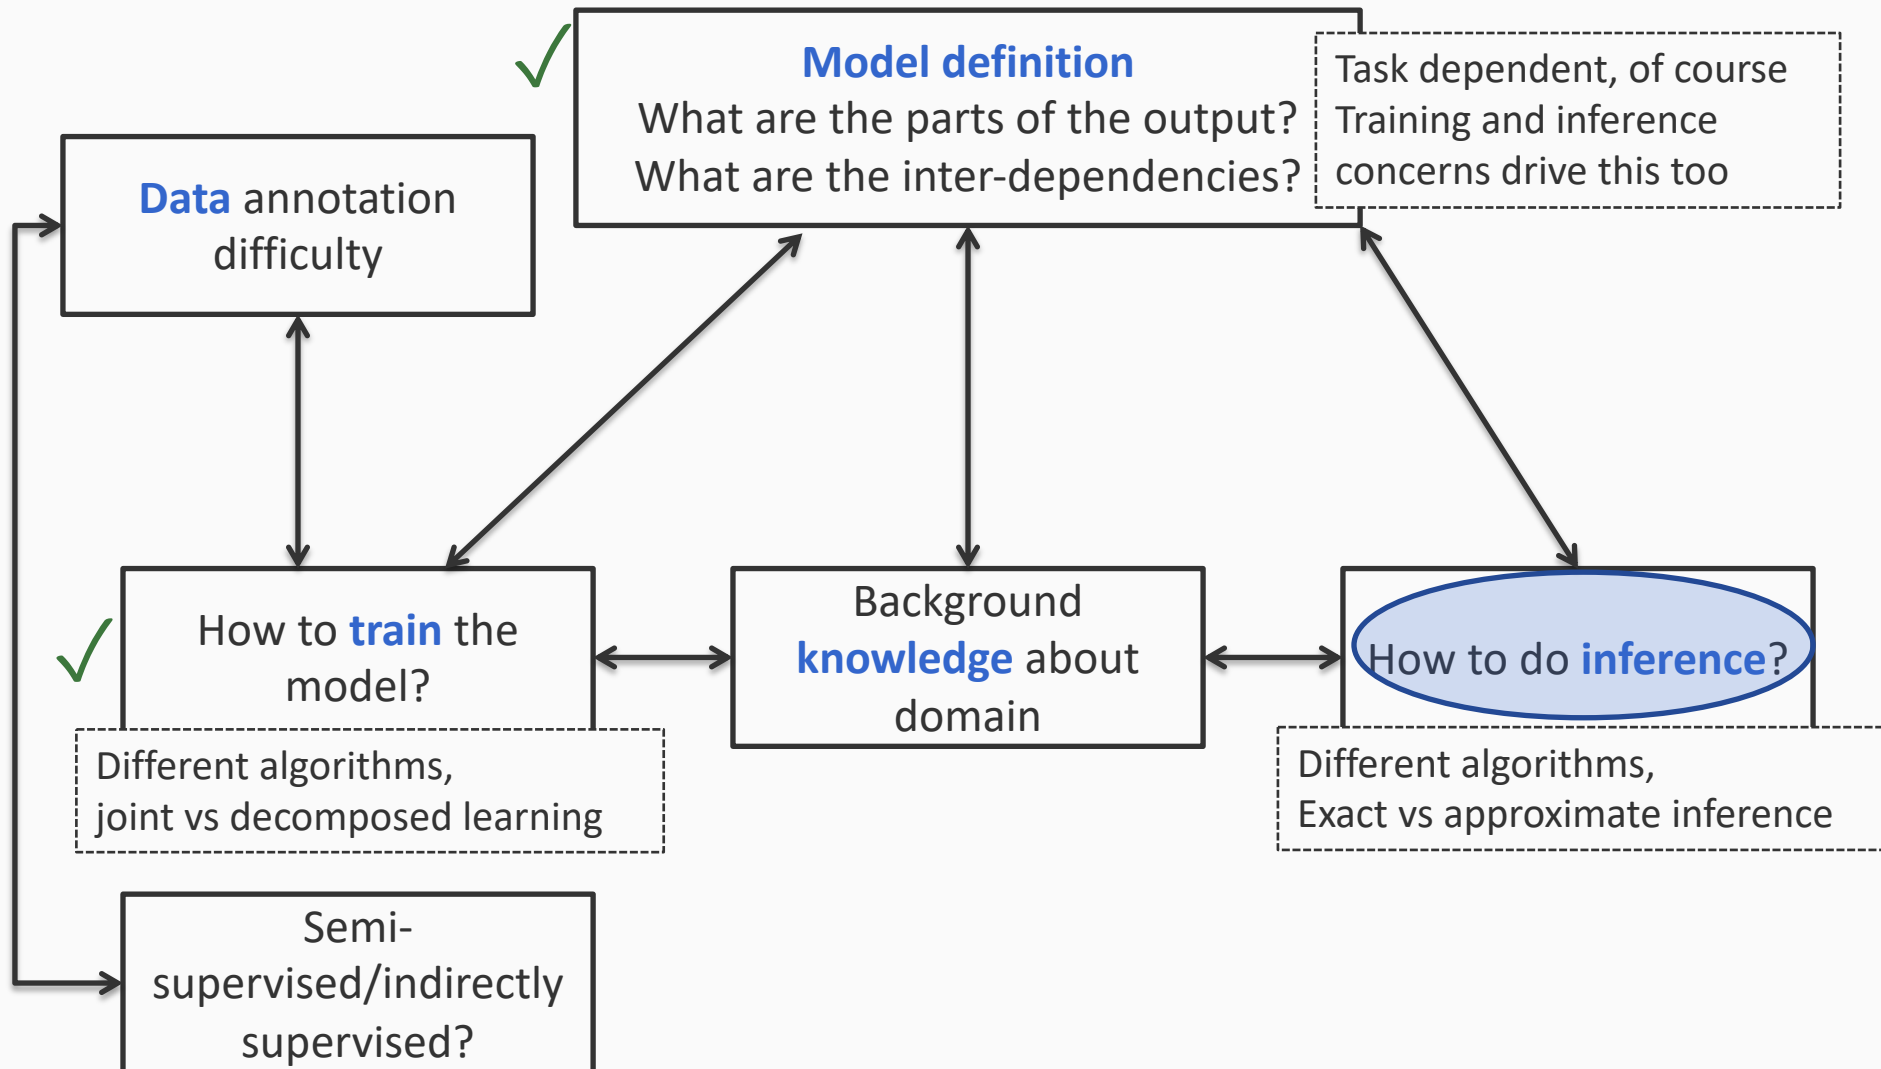 Model definition
What are the parts of the output?
What are the inter-dependencies?
Task dependent, of course
Training and inference
concerns drive this too
Data annotation
difficulty
How to train the
model?
Different algorithms,
joint vs decomposed learning
Background
knowledge about
domain
How to do inference?
Different algorithms,
Exact vs approximate inference
Semi-
supervised/indirectly
supervised?